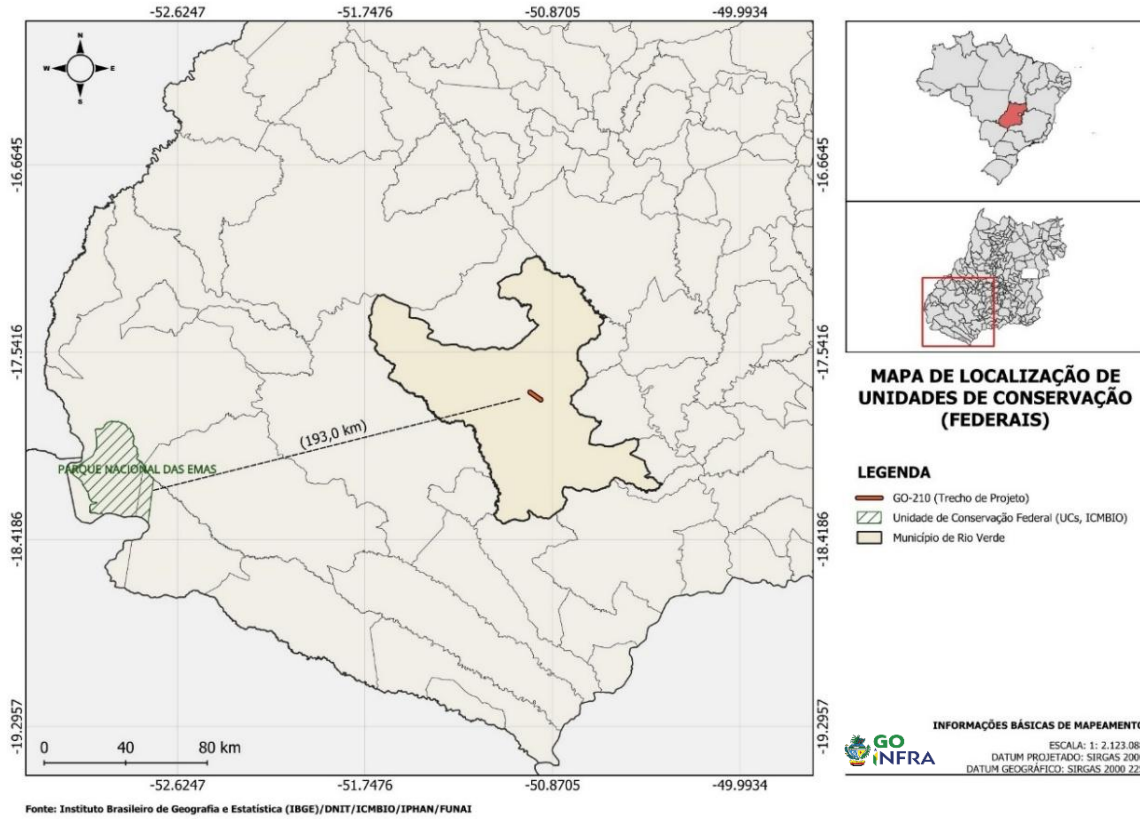 -52.6247
-51.7476
-50.8705
-49.9934
N
W
E
S
-16.6645
-16.6645
-17.5416
-17.5416
(193,0 km)
PARQUE NACIONAL DAS EMAS
-18.4186
-18.4186
-19.2957
-19.2957
0
40
80 km
-52.6247
-51.7476
-50.8705
-49.9934
Fonte: Instituto Brasileiro de Geografia e Estatística (IBGE)/DNIT/ICMBIO/IPHAN/FUNAI
MAPA DE LOCALIZAÇÃO DE
UNIDADES DE CONSERVAÇÃO
(FEDERAIS)
LEGENDA
GO-210 (Trecho de Projeto)
Unidade de Conservação Federal (UCs, ICMBIO)
Município de Rio Verde
GO
INFRA
INFORMAÇÕES BÁSICAS DE MAPEAMENTO
ESCALA: 1: 2.123.08
DATUM PROJETADO: SIRGAS 200
DATUM GEOGRÁFICO: SIRGAS 2000 22